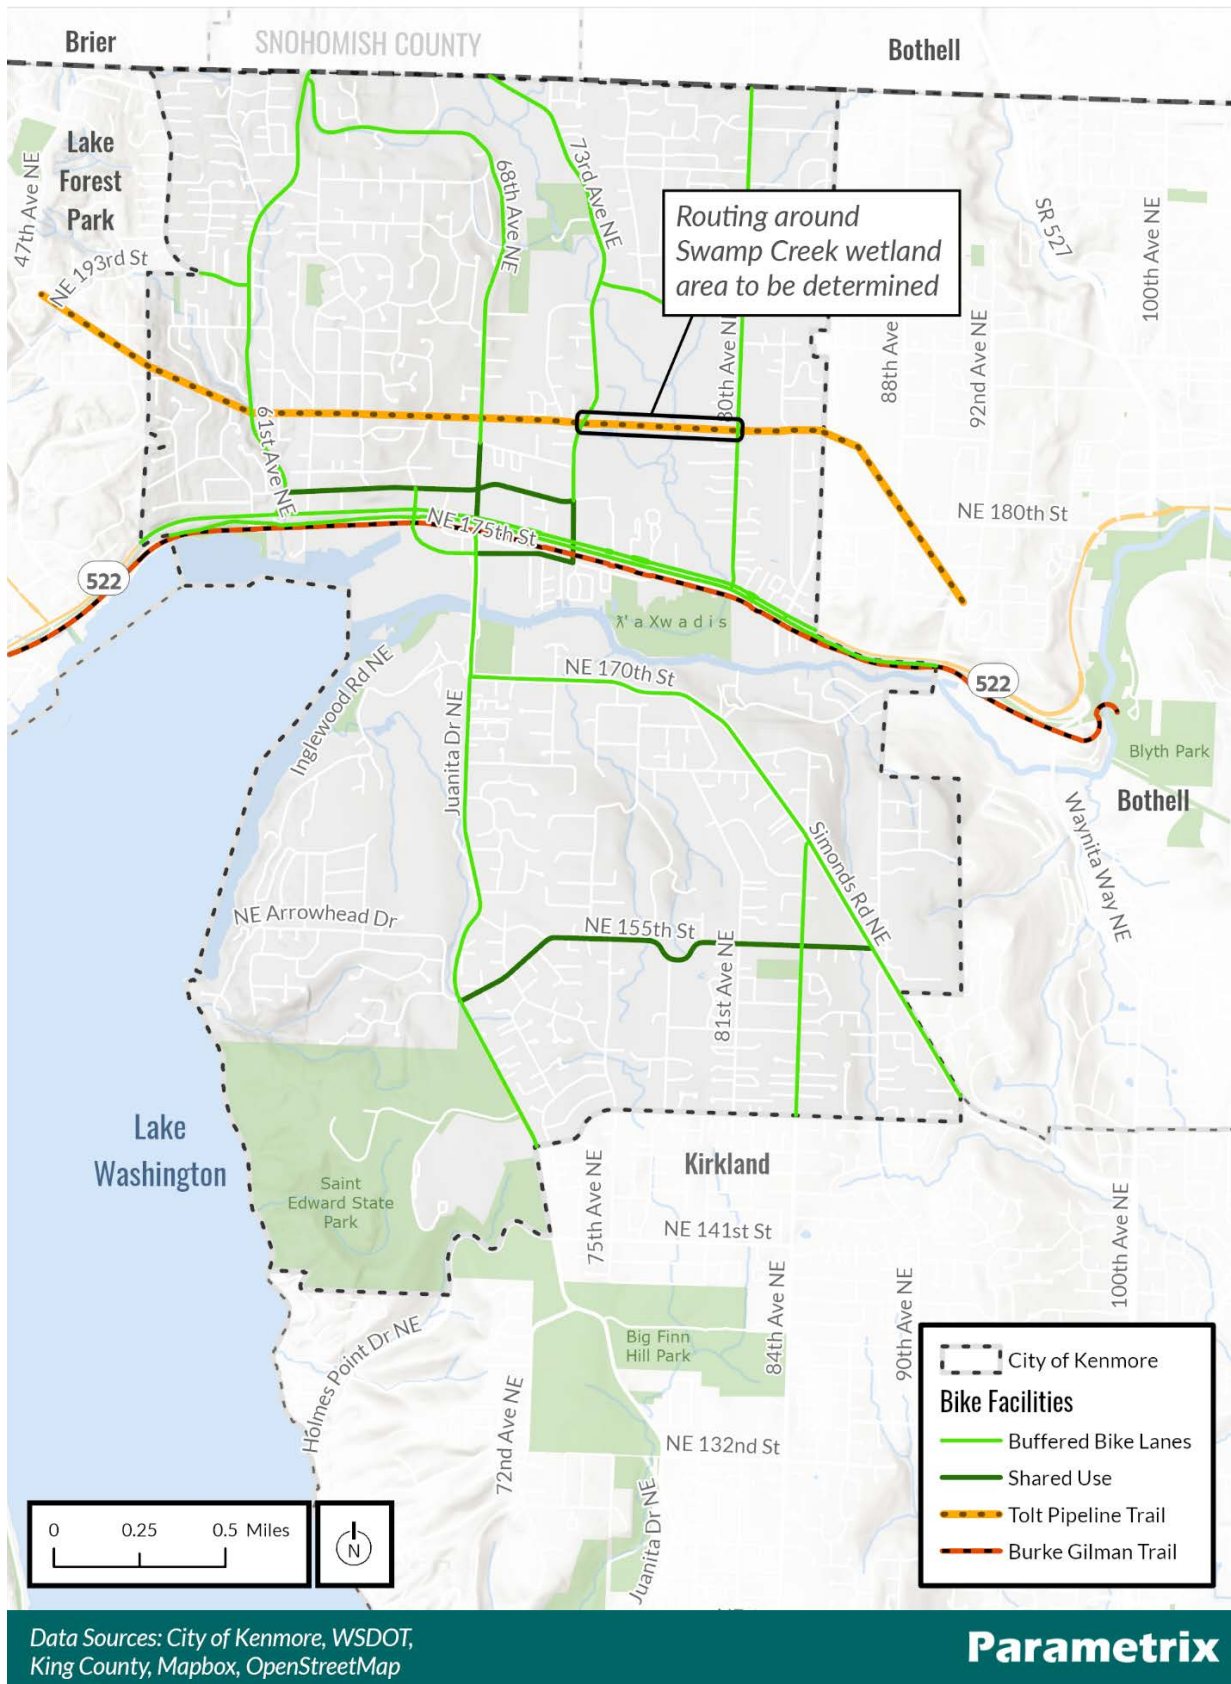 Brier
SNOHOMISH COUNTY
Bothell
Lake
Forest
Park
47th Ave NE
NE 193rd St
68th Ave NE
73rd Ave NE
Routing around
Swamp Creek wetland
area to be determined
SR 527
100th Ave NE
80th Ave NE
88th Ave
92nd Ave NE
61st Ave NE
NE 175th St
NE 180th St
522
ƛ̕ a X w a d i s
522
Inglewood Rd NE
NE 170th St
Juanita Dr NE
Blyth Park
Bothell
Simonds Rd NE
Waynita Way NE
NE Arrowhead Dr
NE 155th St
81st Ave NE
Lake
Washington
Saint
Edward State
Park
Kirkland
75th Ave NE
NE 141st St
100th Ave NE
84th Ave NE
90th Ave NE
Holmes Point Dr NE
Big Finn
Hill Park
72nd Ave NE
NE 132nd St
Juanita Dr NE
City of Kenmore
Bike Facilities
Buffered Bike Lanes
Shared Use
Tolt Pipeline Trail
Burke Gilman Trail
0 0.25 0.5 Miles
N
Data Sources: City of Kenmore, WSDOT,
King County, Mapbox, OpenStreetMap
Parametrix